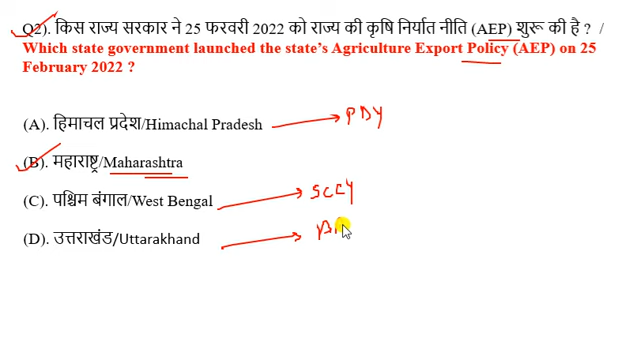 Q2). किस राज्य सरकार ने 25 फरवरी 2022 को राज्य की कृषि निर्यात नीति (AEP) शुरू की है ? /
Which state government launched the state's Agriculture Export Policy (AEP) on 25
February 2022 ?
(A). हिमाचल प्रदेश/Himachal Pradesh → PDY
(B). महाराष्ट्र/Maharashtra
(C). पश्चिम बंगाल/West Bengal →
(D). उत्तराखंड/Uttarakhand →